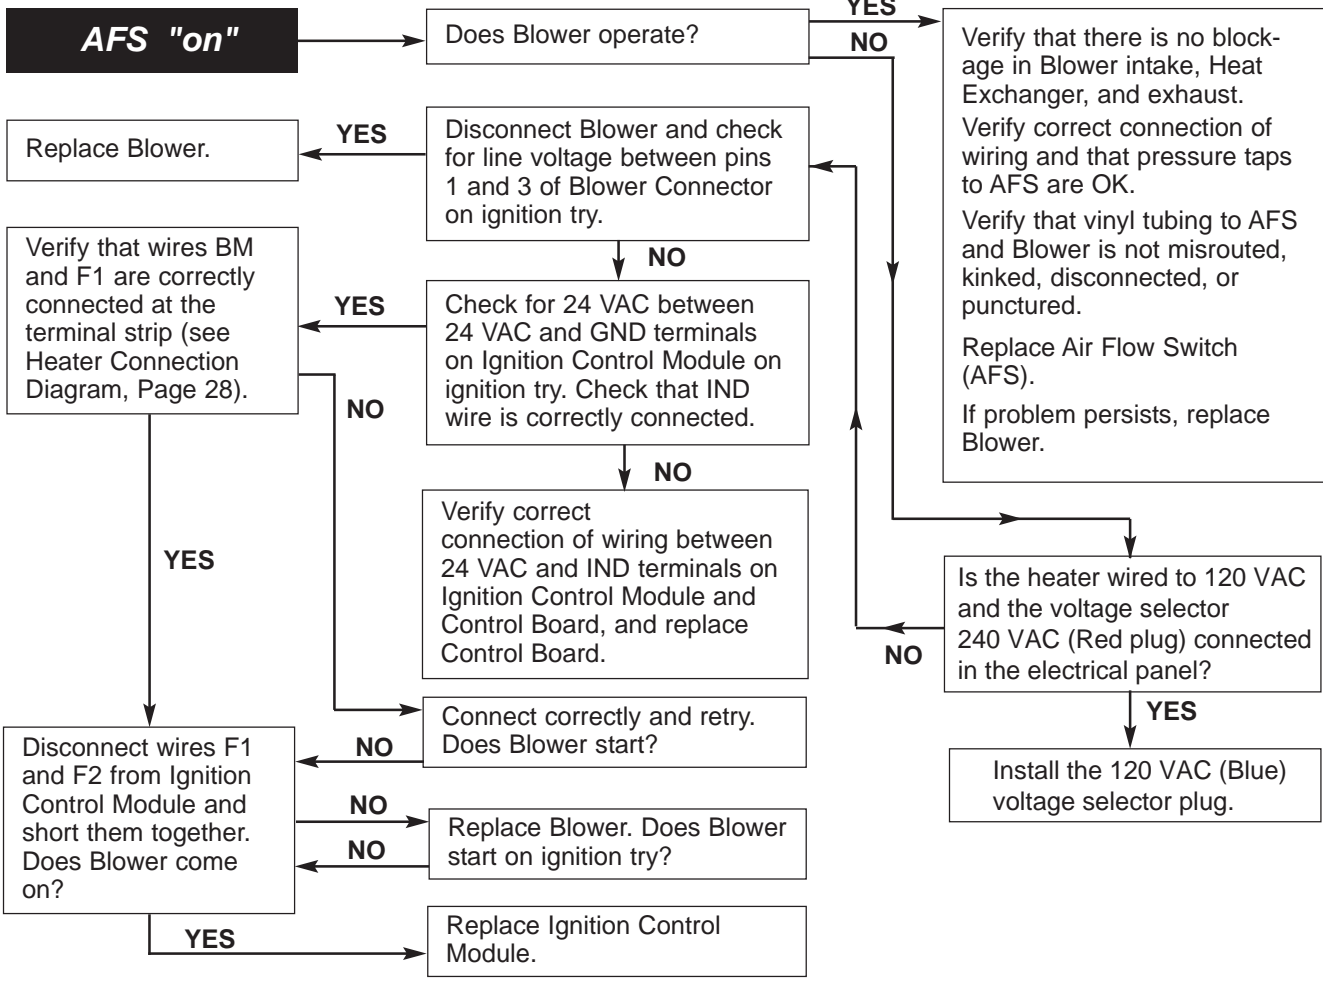 AFS "on"
Does Blower operate?
YES
NO
Verify that there is no block-
age in Blower intake, Heat
Exchanger, and exhaust.
Verify correct connection of
wiring and that pressure taps
to AFS are OK.
Verify that vinyl tubing to AFS
and Blower is not misrouted,
kinked, disconnected, or
punctured.
Replace Air Flow Switch
(AFS).
If problem persists, replace
Blower.
Replace Blower.
YES
Disconnect Blower and check
for line voltage between pins
1 and 3 of Blower Connector
on ignition try.
NO
Verify that wires BM
and F1 are correctly
connected at the
terminal strip (see
Heater Connection
Diagram, Page 28).
YES
NO
Check for 24 VAC between
24 VAC and GND terminals
on Ignition Control Module on
ignition try. Check that IND
wire is correctly connected.
NO
Verify correct
connection of wiring between
24 VAC and IND terminals on
Ignition Control Module and
Control Board, and replace
Control Board.
YES
Is the heater wired to 120 VAC
and the voltage selector
240 VAC (Red plug) connected
in the electrical panel?
NO
YES
Install the 120 VAC (Blue)
voltage selector plug.
Connect correctly and retry.
Does Blower start?
NO
Disconnect wires F1
and F2 from Ignition
Control Module and
short them together.
Does Blower come
on?
NO
NO
Replace Blower. Does Blower
start on ignition try?
YES
Replace Ignition Control
Module.